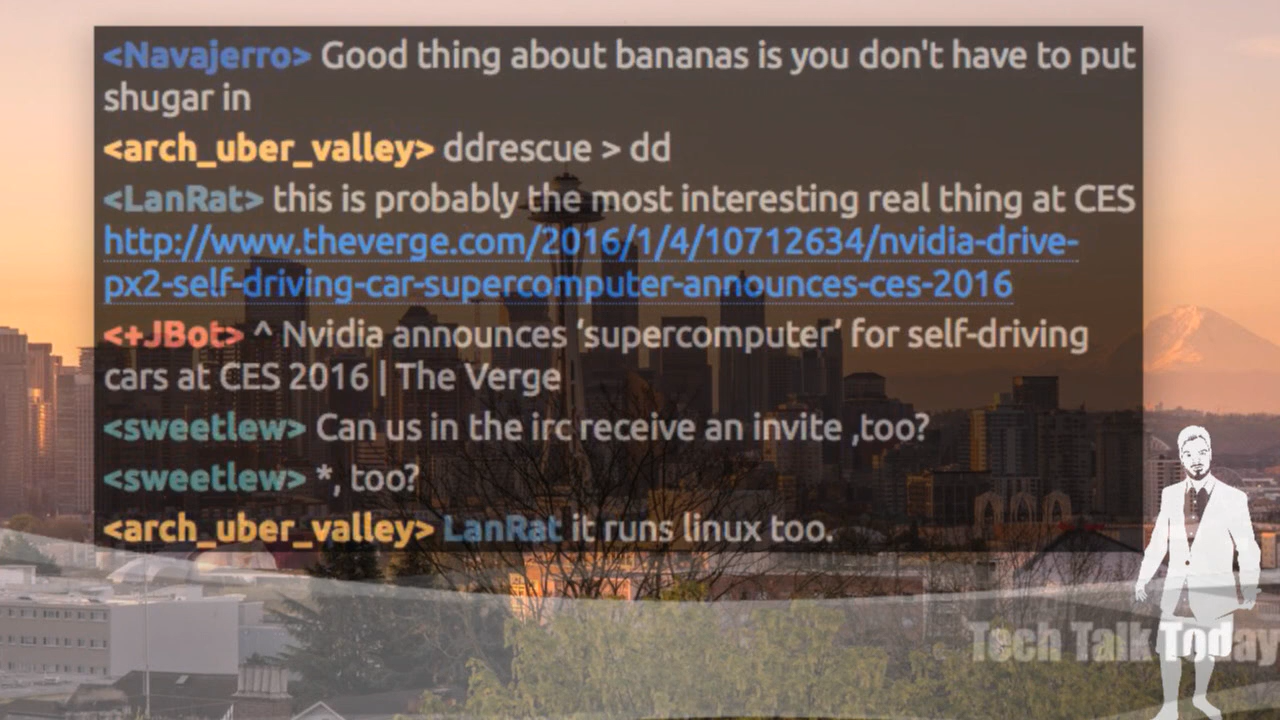 <Navajerro> Good thing about bananas is you don't have to put
shugar in
<arch_uber_valley> ddrescue > dd
<LanRat> this is probably the most interesting real thing at CES
http://www.theverge.com/2016/1/4/10712634/nvidia-drive-
px2-self-driving-car-supercomputer-announces-ces-2016
<+JBot> ^ Nvidia announces ‘supercomputer’ for self-driving
cars at CES 2016 | The Verge
<sweetlew> Can us in the irc receive an invite ,too?
<sweetlew> *, too?
<arch_uber_valley> LanRat it runs linux too.
Tech Talk Today